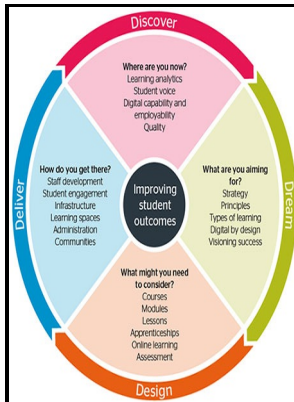 Discover
Where are you now?
Learning analytics
Student voice
Digital capability and
employability
Quality
Dream
What are you aiming
for?
Strategy
Principles
Types of learning
Digital by design
Visioning success
Design
What might you need
to consider?
Courses
Modules
Lessons
Apprenticeships
Online learning
Assessment
Deliver
How do you get there?
Staff development
Student engagement
Infrastructure
Learning spaces
Administration
Communities
Improving
student
outcomes